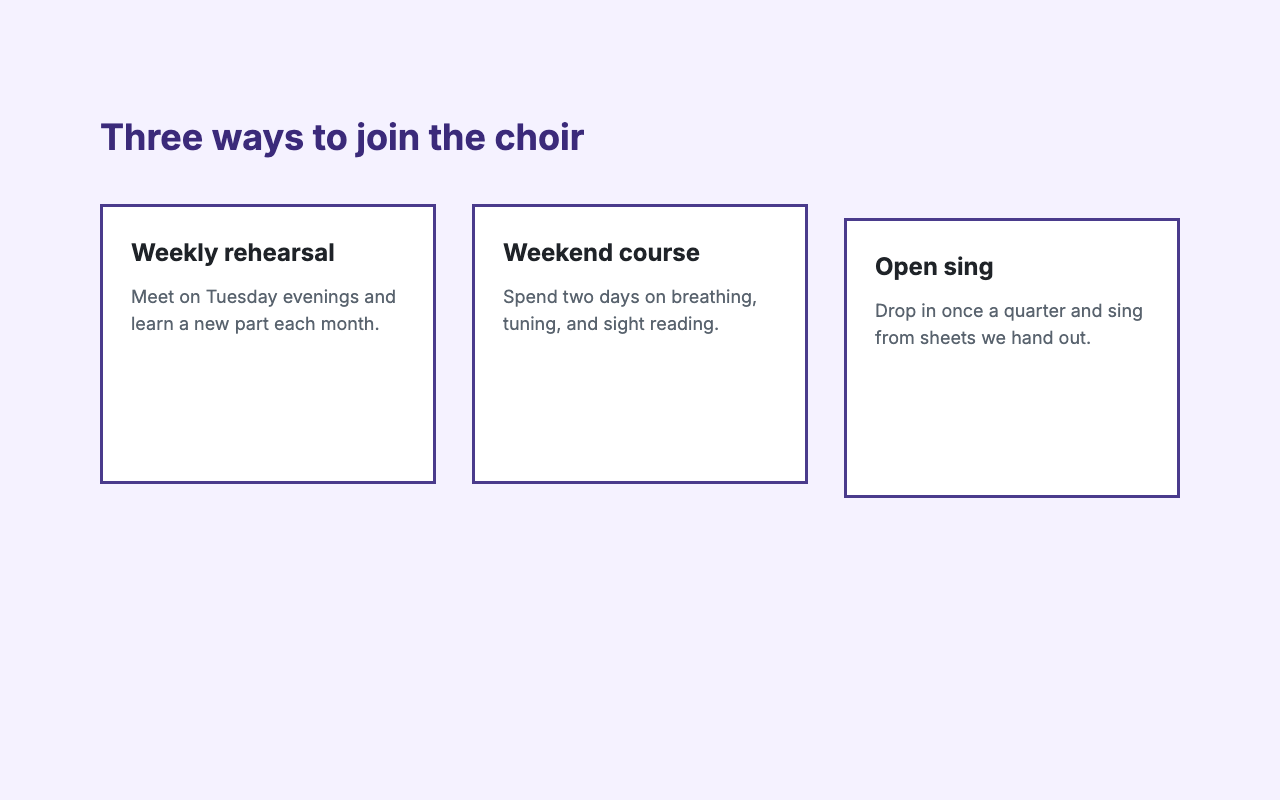 Three ways to join the choir
Weekly rehearsal
Meet on Tuesday evenings and
learn a new part each month.
Weekend course
Spend two days on breathing,
tuning, and sight reading.
Open sing
Drop in once a quarter and sing
from sheets we hand out.